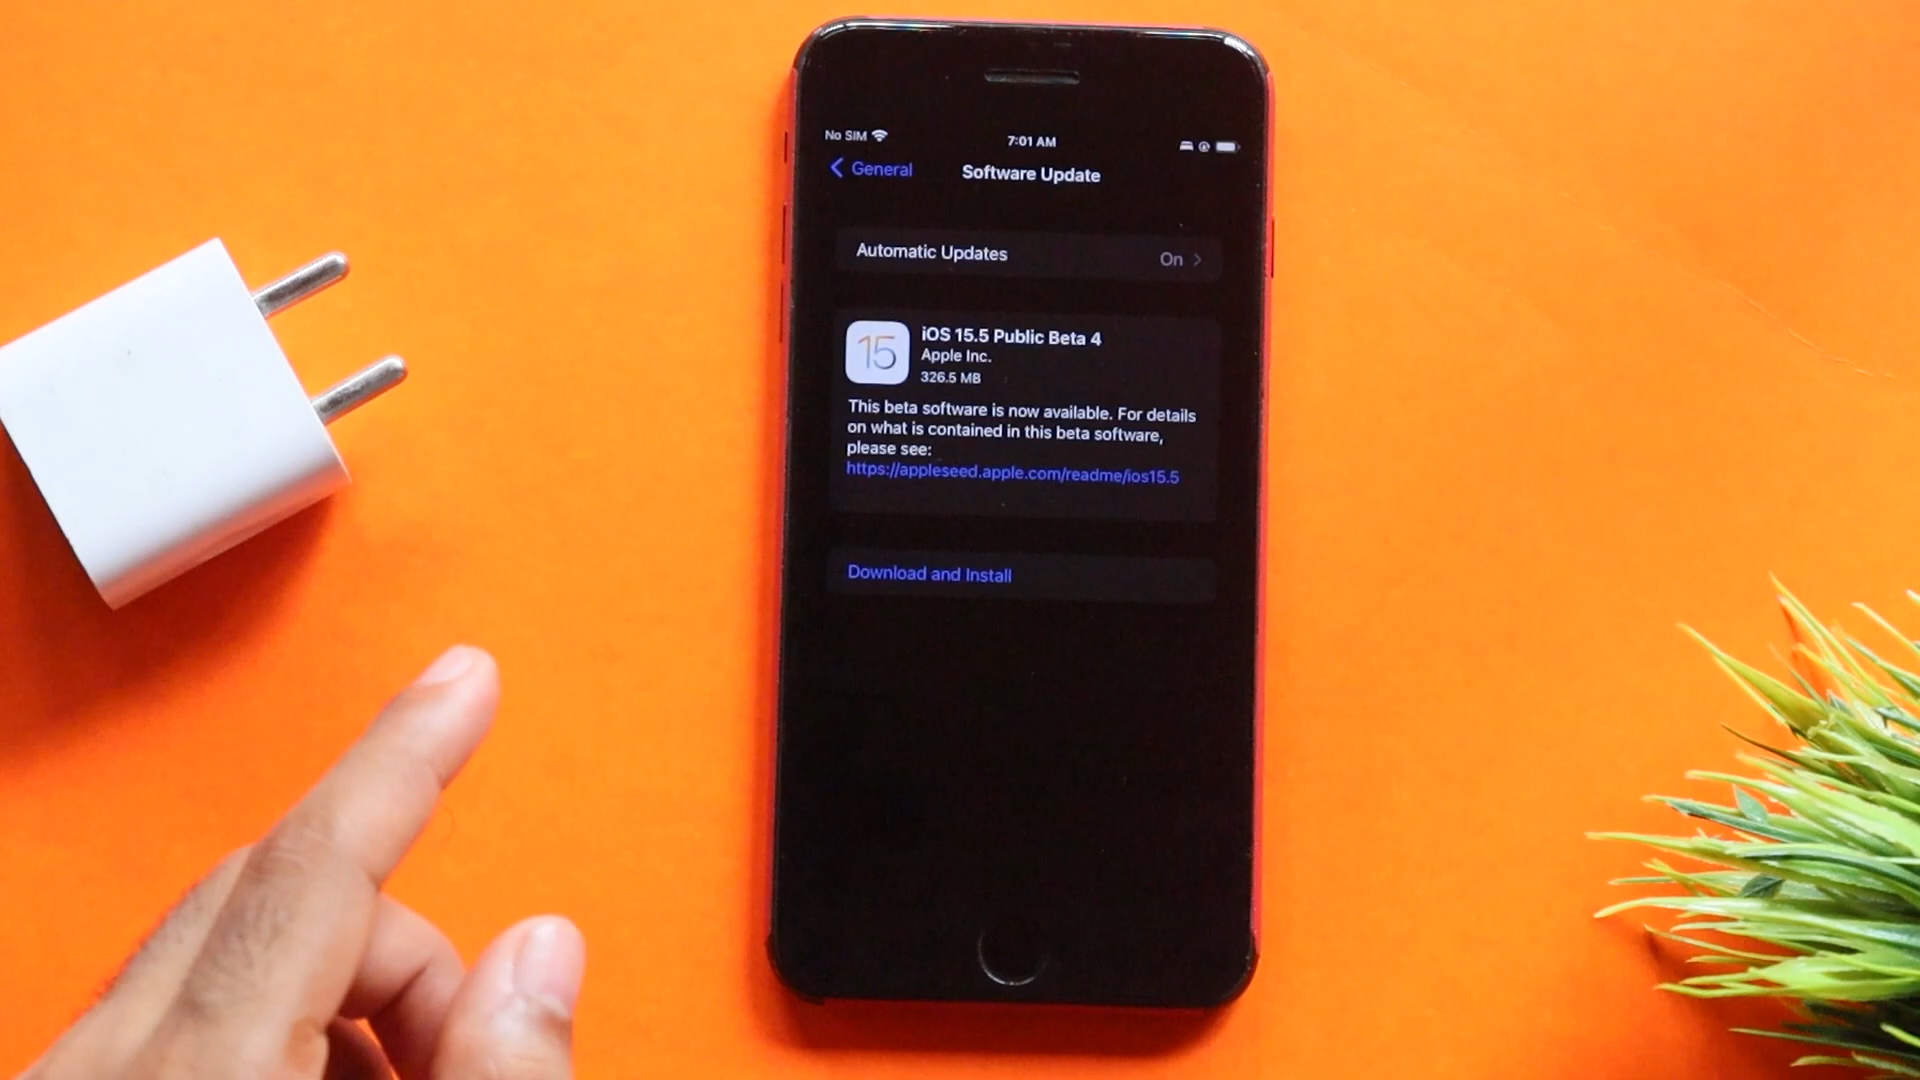 No SIM
7:01 AM
General
Software Update
Automatic Updates
On
15
iOS 15.5 Public Beta 4
Apple Inc.
326.5 MB
This beta software is now available. For details
on what is contained in this beta software,
please see:
https://appleseed.apple.com/readme/ios15.5
Download and Install